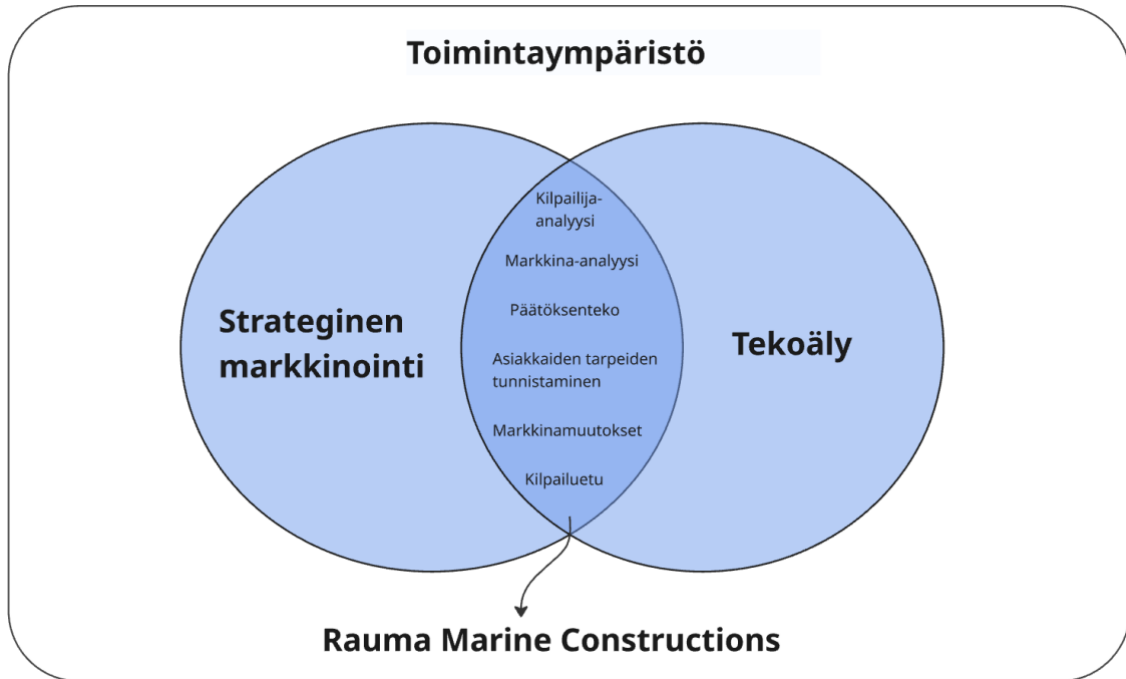 Toimintaympäristö
Kilpailija-
analyysi
Markkina-analyysi
Päätöksenteko
Strateginen
markkinointi
Tekoäly
Asiakkaiden tarpeiden
tunnistaminen
Markkinamuutokset
Kilpailuetu
Rauma Marine Constructions